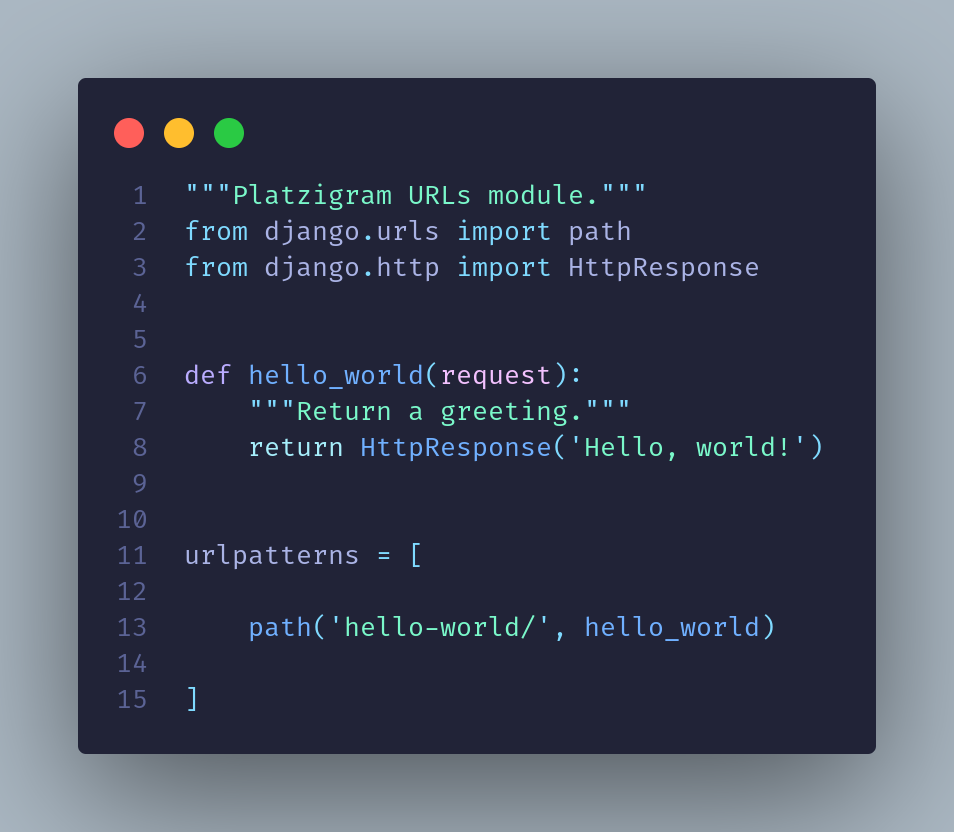 1 """Platzigram URLs module."""
2 from django.urls import path
3 from django.http import HttpResponse
4
5
6 def hello_world(request):
7     """Return a greeting."""
8     return HttpResponse('Hello, world!')
9
10
11 urlpatterns = [
12
13     path('hello-world/', hello_world)
14
15 ]